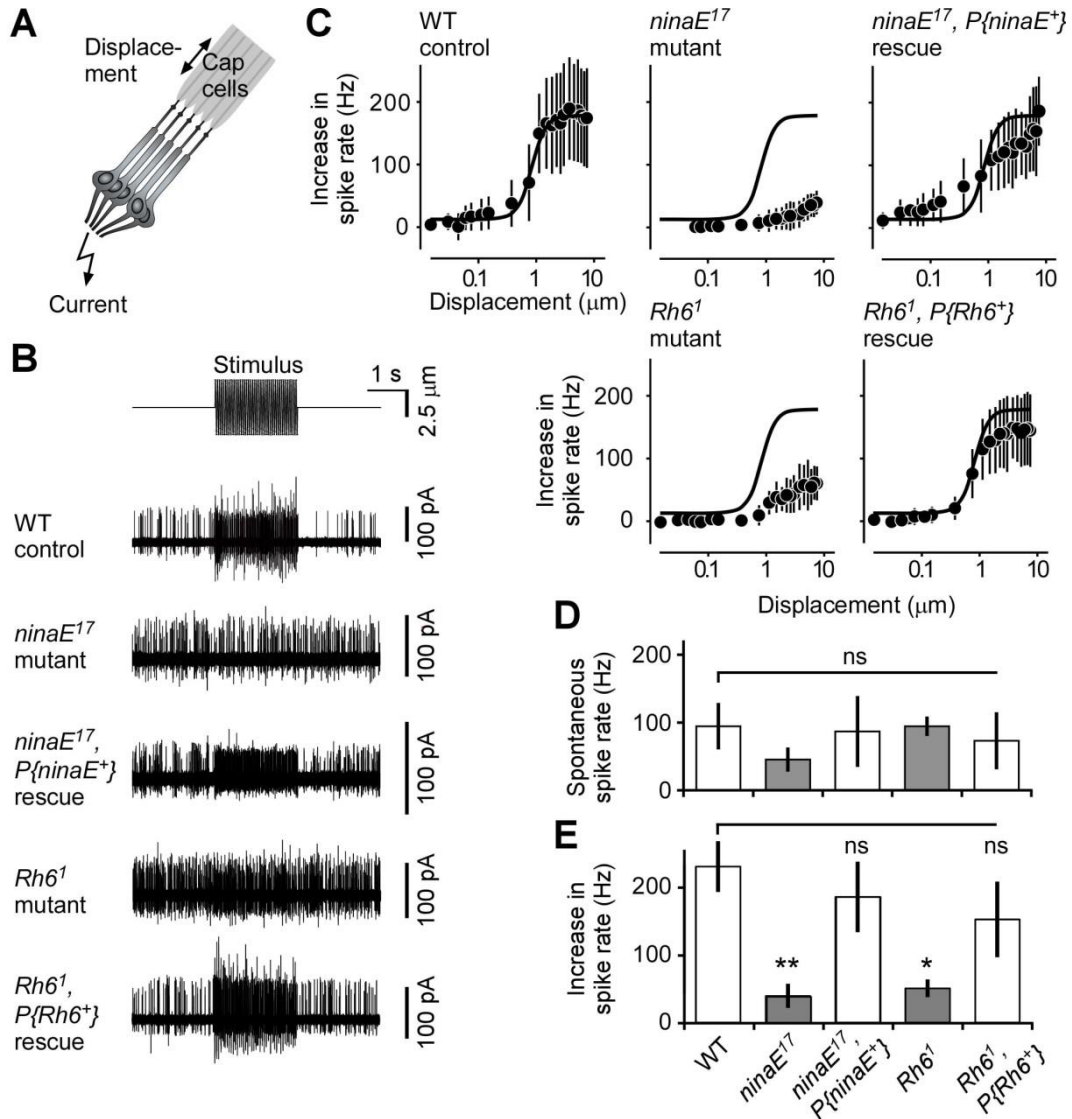 A
Displace-
ment
Cap
cells
Current
B
Stimulus
1 s
2.5 μm
WT
control
100 pA
ninaE17
mutant
100 pA
ninaE17,
P{ninaE+}
rescue
100 pA
Rh61
mutant
100 pA
Rh61,
P{Rh6+}
rescue
100 pA
C
WT
control
ninaE17
mutant
ninaE17, P{ninaE+}
rescue
Increase in
spike rate (Hz)
200
100
0
0.1 1 10
0.1 1 10
0.1 1 10
Displacement (μm)
Rh61
mutant
Rh61, P{Rh6+}
rescue
Increase in
spike rate (Hz)
200
100
0
0.1 1 10
0.1 1 10
Displacement (μm)
D
Spontaneous
spike rate (Hz)
200
100
0
ns
E
Increase in
spike rate (Hz)
200
100
0
** ns * ns
WT
ninaE17
ninaE17,
P{ninaE+}
Rh61
Rh61,
P{Rh6+}